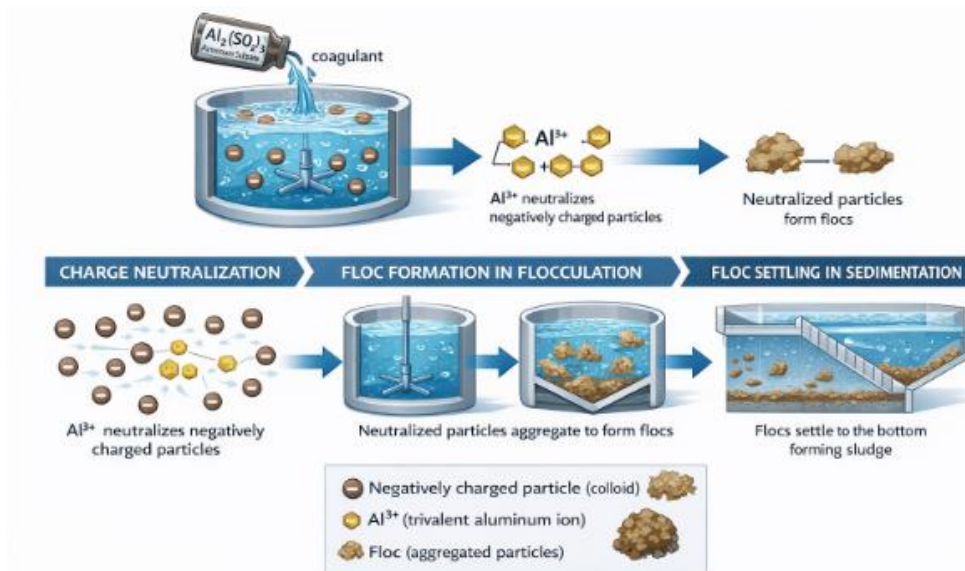 Al₂(SO₂)₃
coagulant
Al³⁺
+
Al³⁺ neutralizes
negatively charged particles
Neutralized particles
form flocs
CHARGE NEUTRALIZATION
FLOC FORMATION IN FLOCCULATION
FLOC SETTLING IN SEDIMENTATION
Al³⁺ neutralizes negatively
charged particles
Neutralized particles aggregate to form flocs
Flocs settle to the bottom
forming sludge
Negatively charged particle (colloid)
Al³⁺ (trivalent aluminum ion)
Floc (aggregated particles)